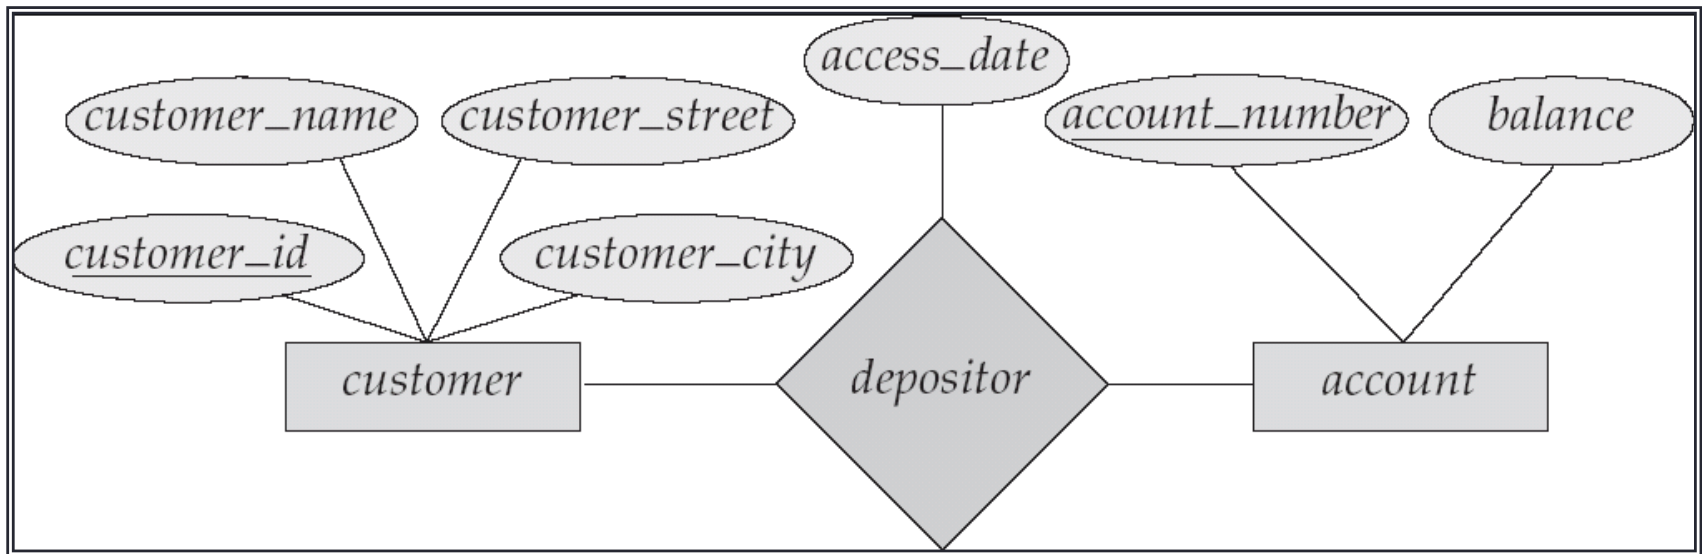 access_date
customer_name
customer_street
account_number
balance
customer_id
customer_city
customer
depositor
account